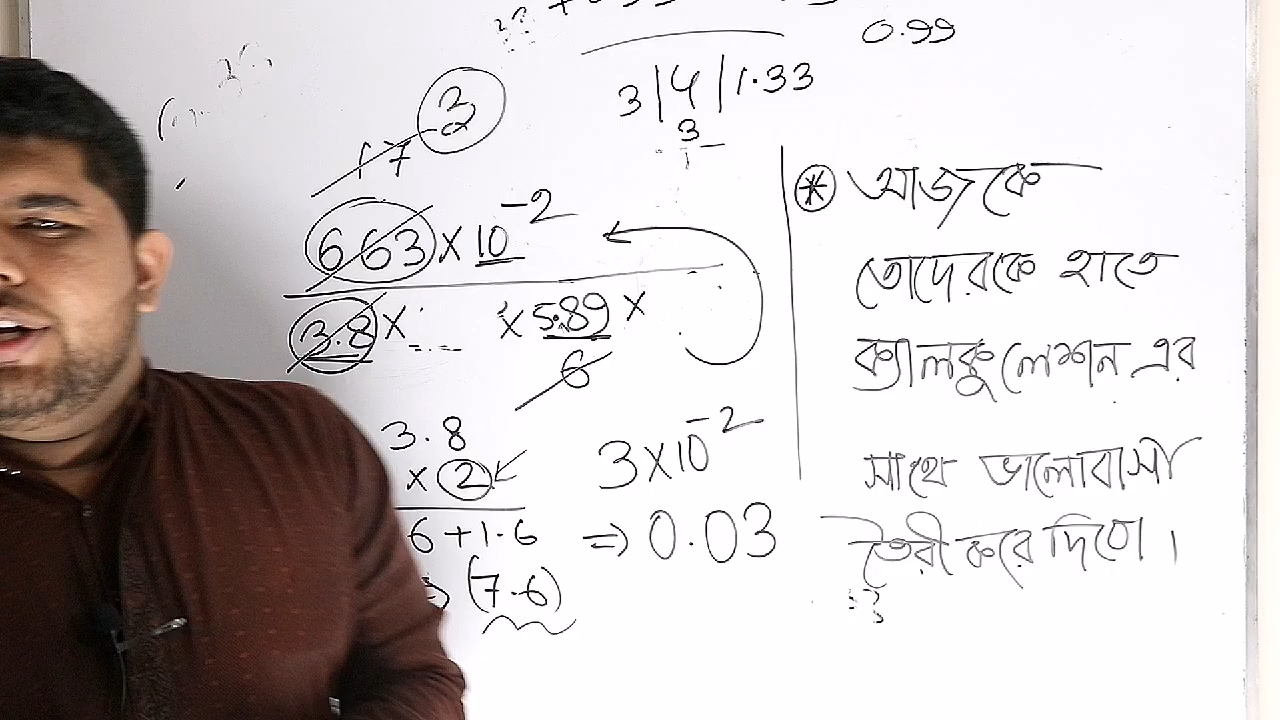 0.99
3|4|1.33
3
17 3
663 × 10⁻²
3.8 × × 5.89 ×
6
3.8
× 2
6 + 1.6
(7.6)
3×10⁻²
⇒ 0.03
⊛ আজকে
তোদেরকে হাতে
ক্যালকুলেশন এর
সাথে ভালোবাসা
তৈরী করে দিবো।